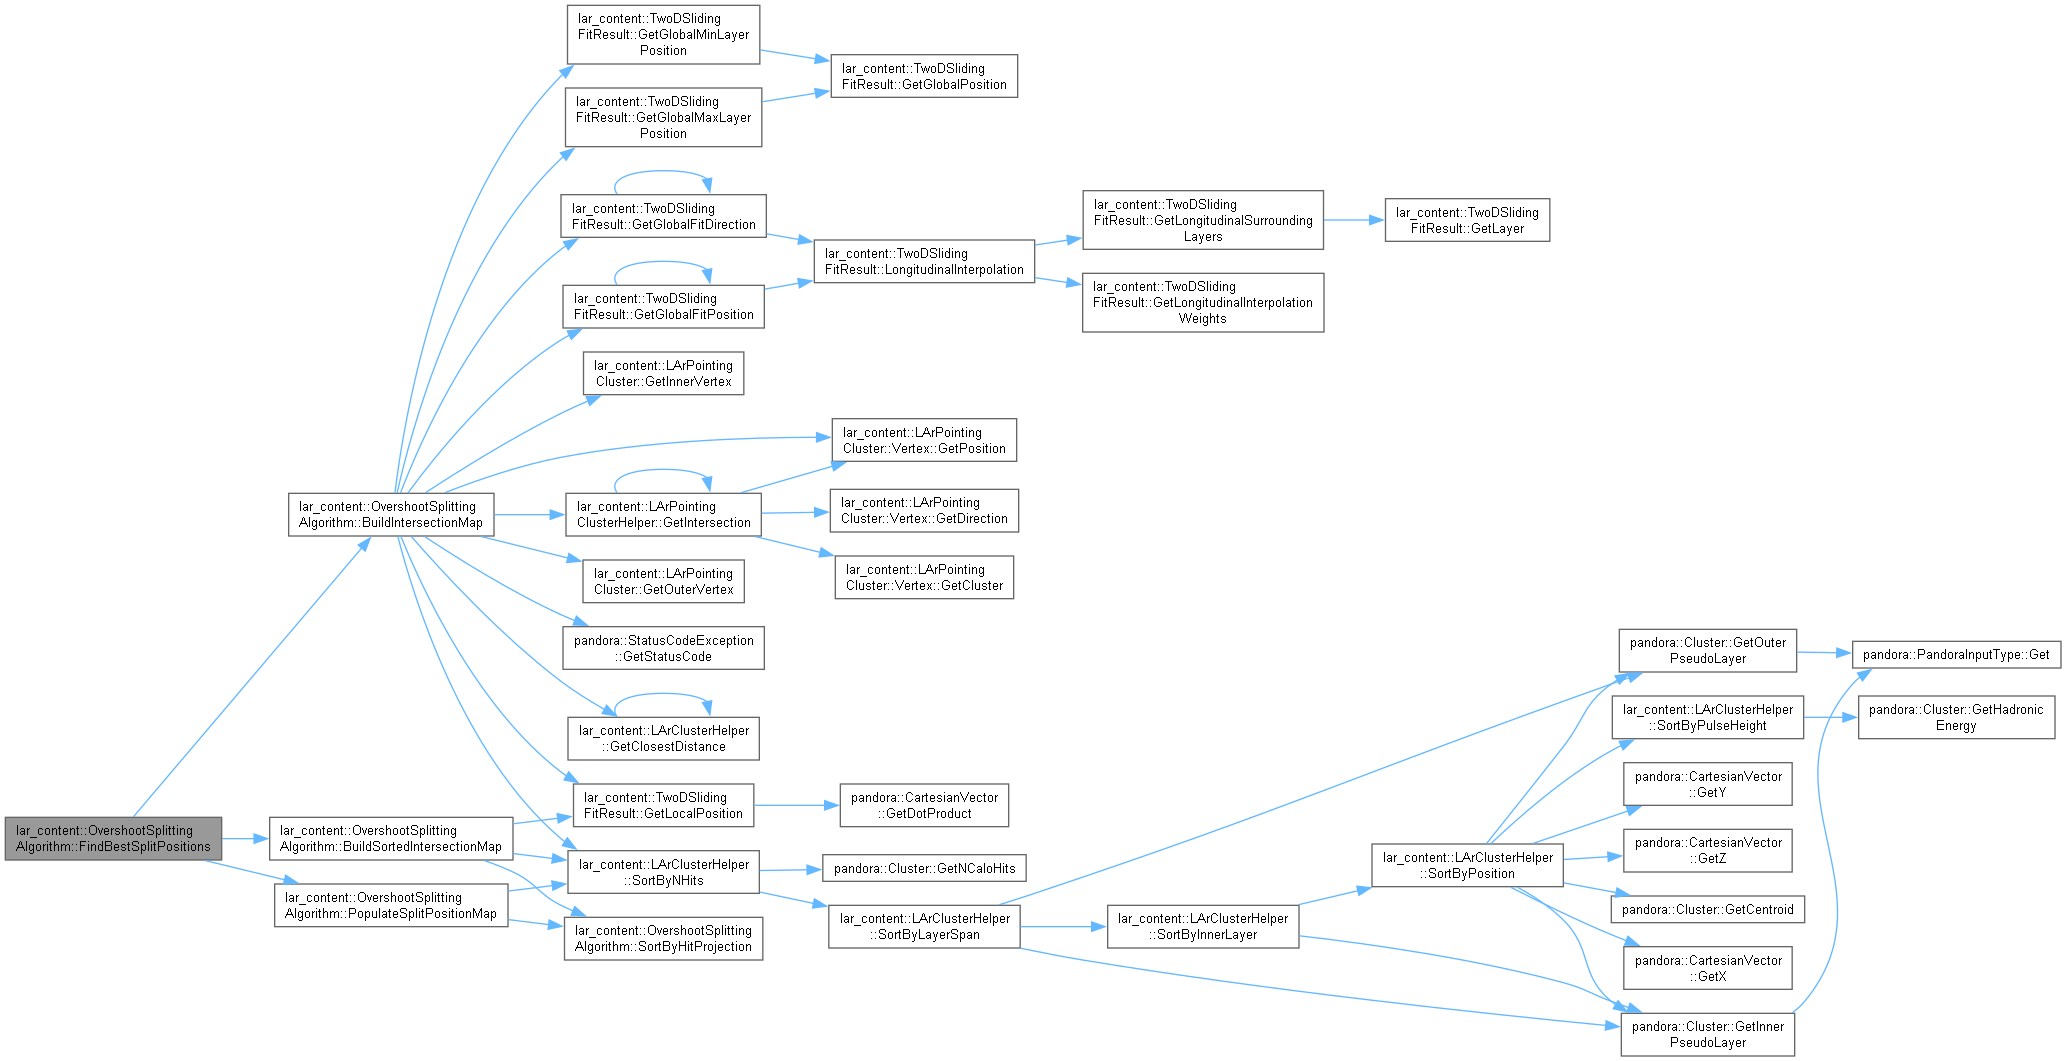 lar_content::OvershootSplitting
Algorithm::FindBestSplitPositions
lar_content::OvershootSplitting
Algorithm::BuildIntersectionMap
lar_content::OvershootSplitting
Algorithm::BuildSortedIntersectionMap
lar_content::OvershootSplitting
Algorithm::PopulateSplitPositionMap
lar_content::TwoDSliding
FitResult::GetGlobalMinLayer
Position
lar_content::TwoDSliding
FitResult::GetGlobalMaxLayer
Position
lar_content::TwoDSliding
FitResult::GetGlobalFitDirection
lar_content::TwoDSliding
FitResult::GetGlobalFitPosition
lar_content::LArPointing
Cluster::GetInnerVertex
lar_content::LArPointing
ClusterHelper::GetIntersection
lar_content::LArPointing
Cluster::GetOuterVertex
pandora::StatusCodeException
::GetStatusCode
lar_content::LArClusterHelper
::GetClosestDistance
lar_content::TwoDSliding
FitResult::GetLocalPosition
lar_content::LArClusterHelper
::SortByNHits
lar_content::OvershootSplitting
Algorithm::SortByHitProjection
lar_content::TwoDSliding
FitResult::GetGlobalPosition
lar_content::TwoDSliding
FitResult::LongitudinalInterpolation
lar_content::LArPointing
Cluster::Vertex::GetPosition
lar_content::LArPointing
Cluster::Vertex::GetDirection
lar_content::LArPointing
Cluster::Vertex::GetCluster
pandora::CartesianVector
::GetDotProduct
pandora::Cluster::GetNCaloHits
lar_content::LArClusterHelper
::SortByLayerSpan
lar_content::TwoDSliding
FitResult::GetLongitudinalSurrounding
Layers
lar_content::TwoDSliding
FitResult::GetLongitudinalInterpolation
Weights
lar_content::LArClusterHelper
::SortByInnerLayer
lar_content::TwoDSliding
FitResult::GetLayer
lar_content::LArClusterHelper
::SortByPosition
pandora::Cluster::GetOuter
PseudoLayer
lar_content::LArClusterHelper
::SortByPulseHeight
pandora::CartesianVector
::GetY
pandora::CartesianVector
::GetZ
pandora::Cluster::GetCentroid
pandora::CartesianVector
::GetX
pandora::Cluster::GetInner
PseudoLayer
pandora::PandoraInputType::Get
pandora::Cluster::GetHadronic
Energy